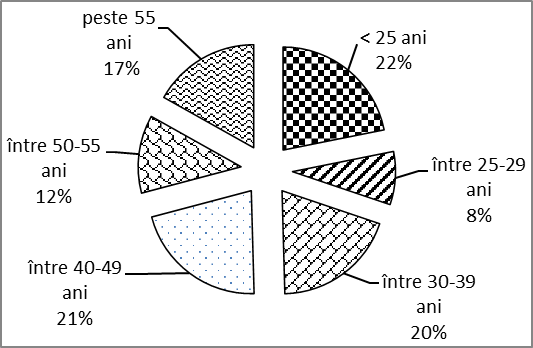 peste 55
ani
17%
< 25 ani
22%
între 50-55
ani
12%
între 25-29
ani
8%
între 40-49
ani
21%
între 30-39
ani
20%